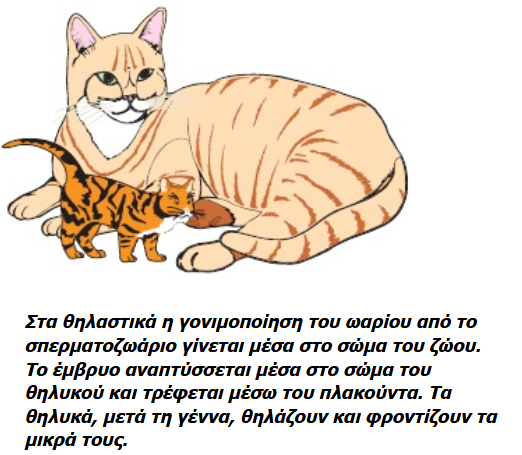 Στα θηλαστικά η γονιμοποίηση του ωαρίου από το
σπερματοζωάριο γίνεται μέσα στο σώμα του ζώου.
Το έμβρυο αναπτύσσεται μέσα στο σώμα του
θηλυκού και τρέφεται μέσω του πλακούντα. Τα
θηλυκά, μετά τη γέννα, θηλάζουν και φροντίζουν τα
μικρά τους.